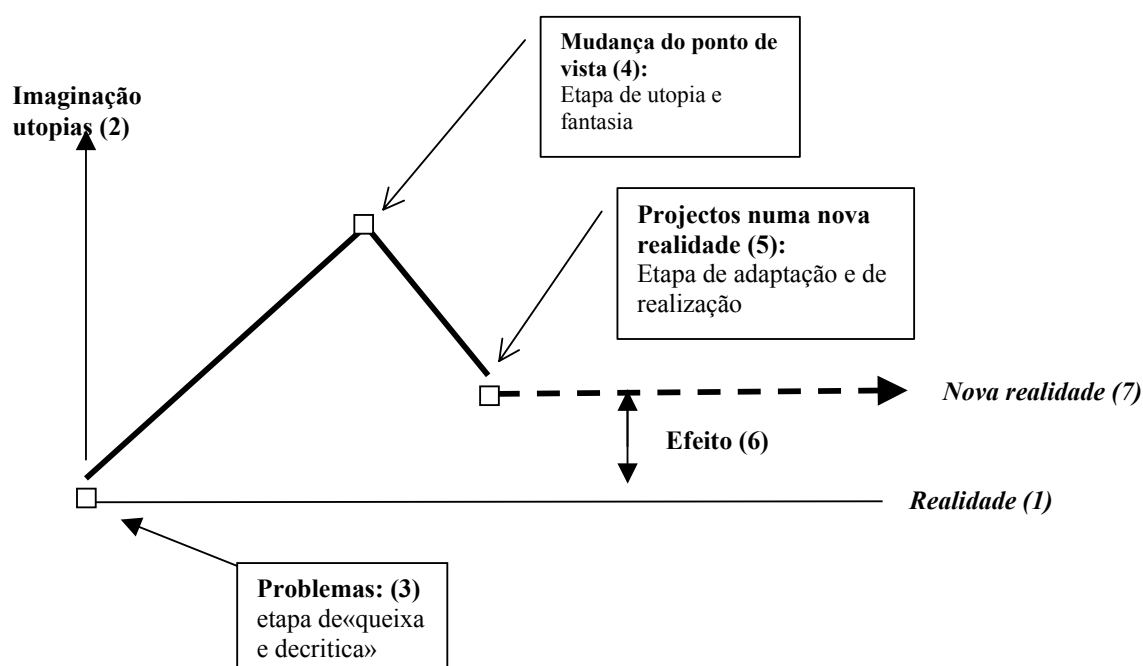 Mudança do ponto de
vista (4):
Etapa de utopia e
fantasia
Imaginação
utopias (2)
Projectos numa nova
realidade (5):
Etapa de adaptação e de
realização
Nova realidade (7)
Efeito (6)
Realidade (1)
Problemas: (3)
etapa de«queixa
e decritica»